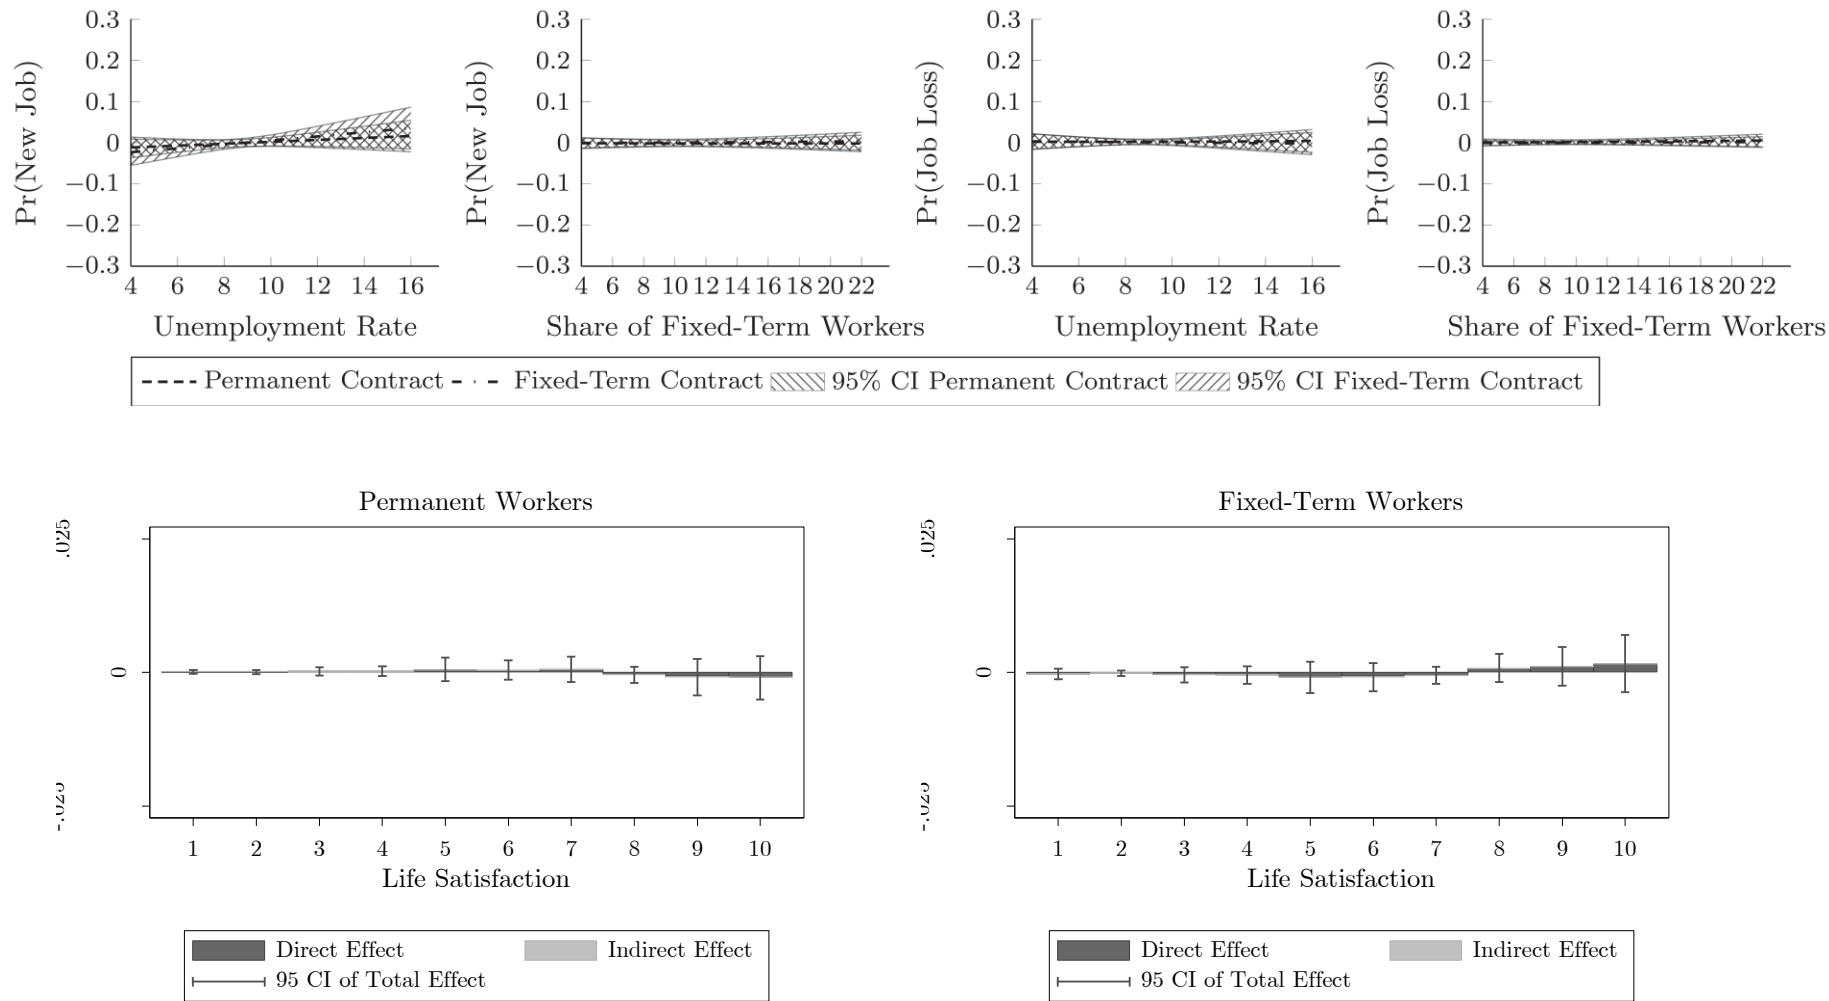 0.3 0.2 0.1 0 −0.1 −0.2 −0.3
Pr(New Job)
4 6 8 10 12 14 16
Unemployment Rate
0.3 0.2 0.1 0 −0.1 −0.2 −0.3
Pr(New Job)
4 6 8 10 12 14 16 18 20 22
Share of Fixed-Term Workers
0.3 0.2 0.1 0 −0.1 −0.2 −0.3
Pr(Job Loss)
4 6 8 10 12 14 16
Unemployment Rate
0.3 0.2 0.1 0 −0.1 −0.2 −0.3
Pr(Job Loss)
4 6 8 10 12 14 16 18 20 22
Share of Fixed-Term Workers
Permanent Contract Fixed-Term Contract 95% CI Permanent Contract 95% CI Fixed-Term Contract
Permanent Workers
.025 0 -.025
1 2 3 4 5 6 7 8 9 10
Life Satisfaction
Direct Effect Indirect Effect
95 CI of Total Effect
Fixed-Term Workers
.025 0 -.025
1 2 3 4 5 6 7 8 9 10
Life Satisfaction
Direct Effect Indirect Effect
95 CI of Total Effect